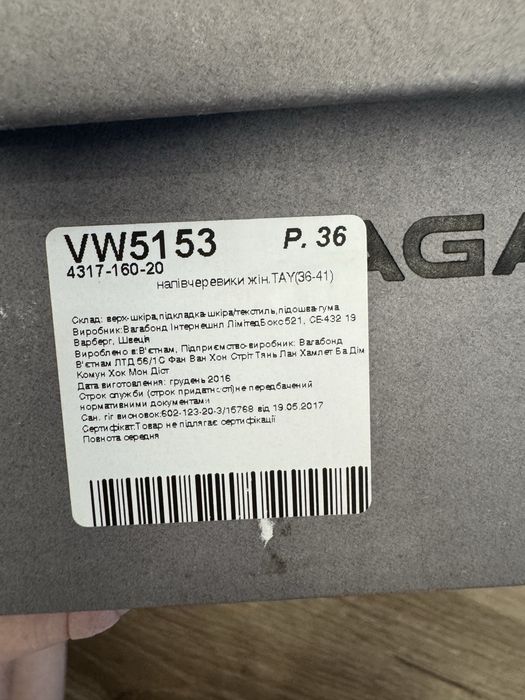 VW5153 Р. 36
4317-160-20
напівчеревики жін.TAY(36-41)
Склад: верх-шкіра,підкладка-шкіра/текстиль,підошва-гума
Виробник:Вагабонд Інтернешнл ЛімітедБокс 521, СЕ-432 19
Варберг, Швеція
Вироблено в:В'єтнам, Підприємство-виробник: Вагабонд
В'єтнам ЛТД 56/1С Фан Ван Хон Стріт Тянь Лан Хамлет Ба Дім
Комун Хок Мон Діст
Дата виготовлення: грудень 2016
Строк служби (строк придатності)не передбачений
нормативними документами
Сан. гіг висновок:602-123-20-3/15768 від 19.05.2017
Сертифікат:Товар не підлягає сертифікації
Повнота середня
AGA